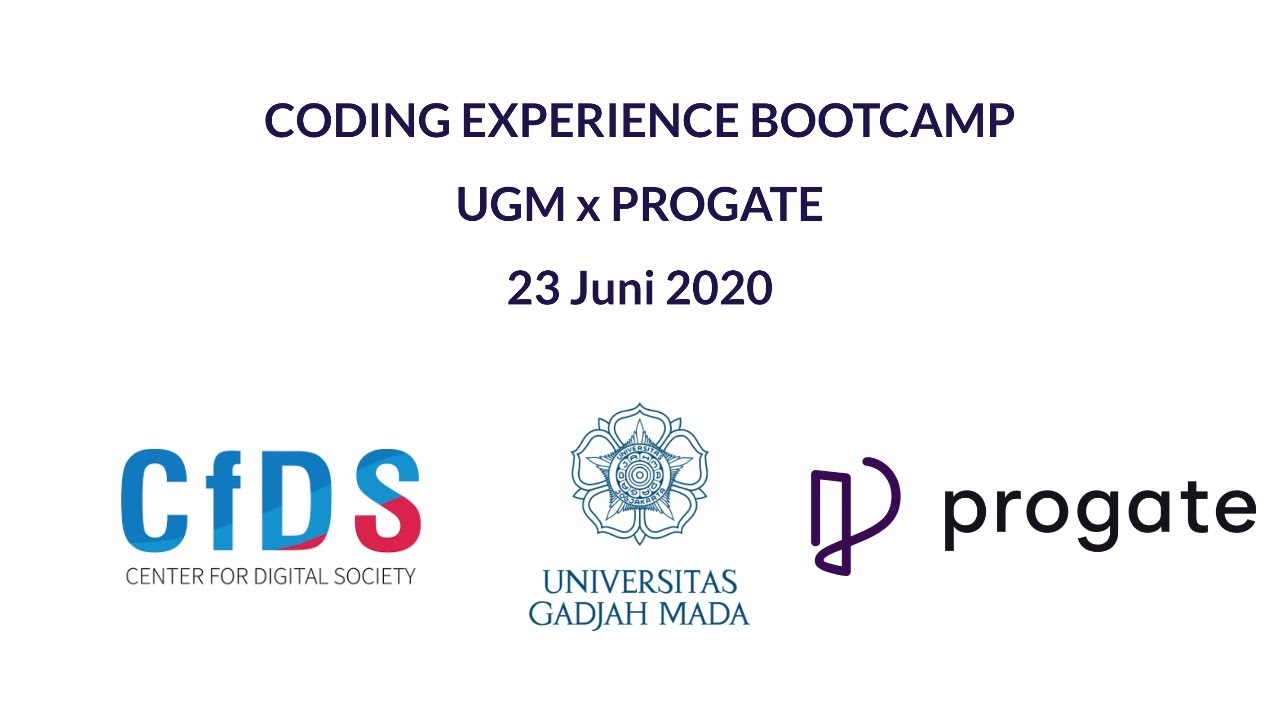 CODING EXPERIENCE BOOTCAMP
UGM x PROGATE
23 Juni 2020
CfDS
CENTER FOR DIGITAL SOCIETY
UNIVERSITAS
GADJAH MADA
progate